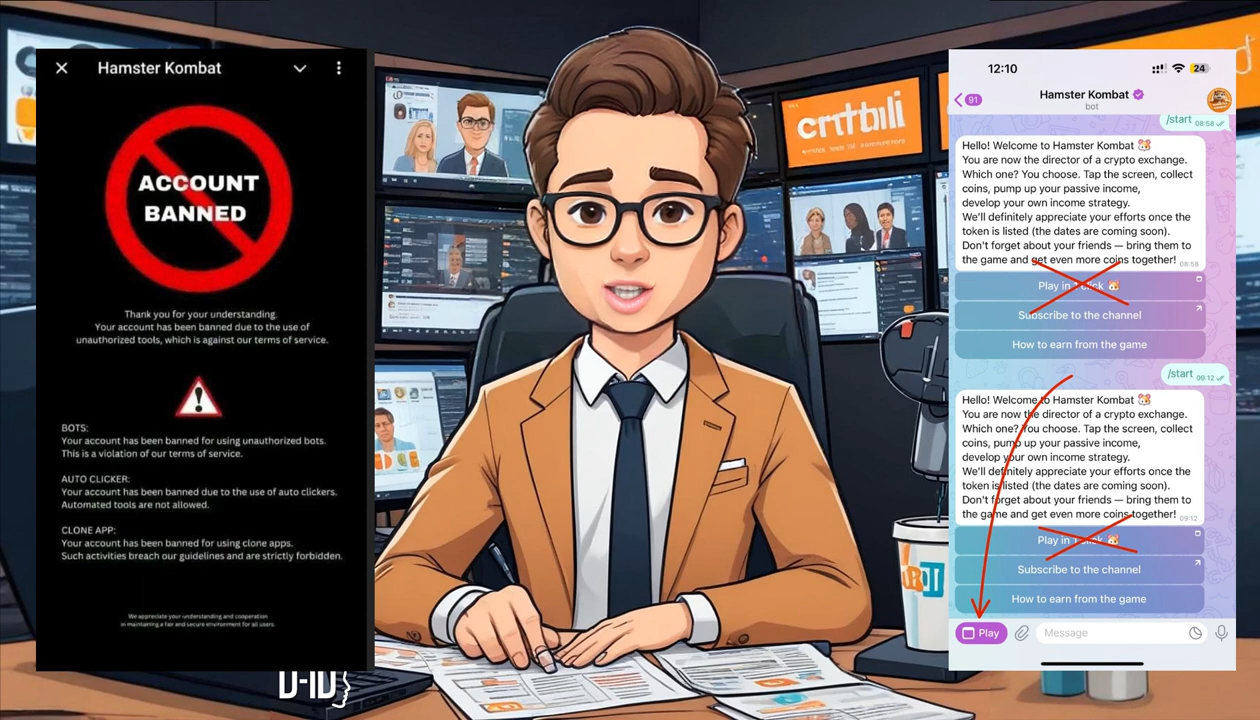 Hamster Kombat
ACCOUNT
BANNED
Thank you for your understanding.
Your account has been banned due to the use of
unauthorized tools, which is against our terms of service.
BOTS:
Your account has been banned for using unauthorized bots.
This is a violation of our terms of service.
AUTO CLICKER:
Your account has been banned due to the use of auto clickers.
Automated tools are not allowed.
CLONE APP:
Your account has been banned for using clone apps.
Such activities breach our guidelines and are strictly forbidden.
We appreciate your understanding and cooperation
in maintaining a fair and secure environment for all users.
D-ID
12:10
24
91
Hamster Kombat
bot
/start 08:58
Hello! Welcome to Hamster Kombat 🐹
You are now the director of a crypto exchange.
Which one? You choose. Tap the screen, collect
coins, pump up your passive income,
develop your own income strategy.
We'll definitely appreciate your efforts once the
token is listed (the dates are coming soon).
Don't forget about your friends — bring them to
the game and get even more coins together! 08:58
Play in 1 click 🐹
Subscribe to the channel
How to earn from the game
/start 09:12
Hello! Welcome to Hamster Kombat 🐹
You are now the director of a crypto exchange.
Which one? You choose. Tap the screen, collect
coins, pump up your passive income,
develop your own income strategy.
We'll definitely appreciate your efforts once the
token is listed (the dates are coming soon).
Don't forget about your friends — bring them to
the game and get even more coins together! 09:12
Play in 1 click 🐹
Subscribe to the channel
How to earn from the game
Play
Message